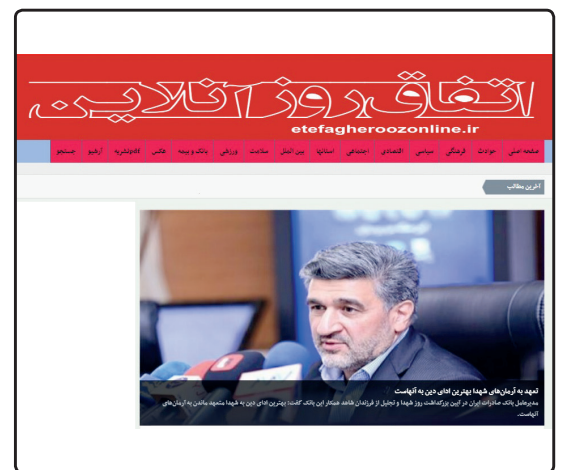 اتفاق روز آنلاین
etefagheroozonline.ir
صفحه اصلی حوادث فرهنگی سیاسی اقتصادی اجتماعی استانها بین الملل سلامت ورزشی بانک و بیمه عکس pdfنشریه آرشیو جستجو
آخرین مطالب
تعهد به آرمان‌های شهدا بهترین ادای دین به آنهاست
مدیرعامل بانک صادرات ایران در آیین بزرگداشت روز شهدا و تجلیل از فرزندان شاهد همکار این بانک گفت: بهترین ادای دین به شهدا متعهد ماندن به آرمان‌های
آنهاست.